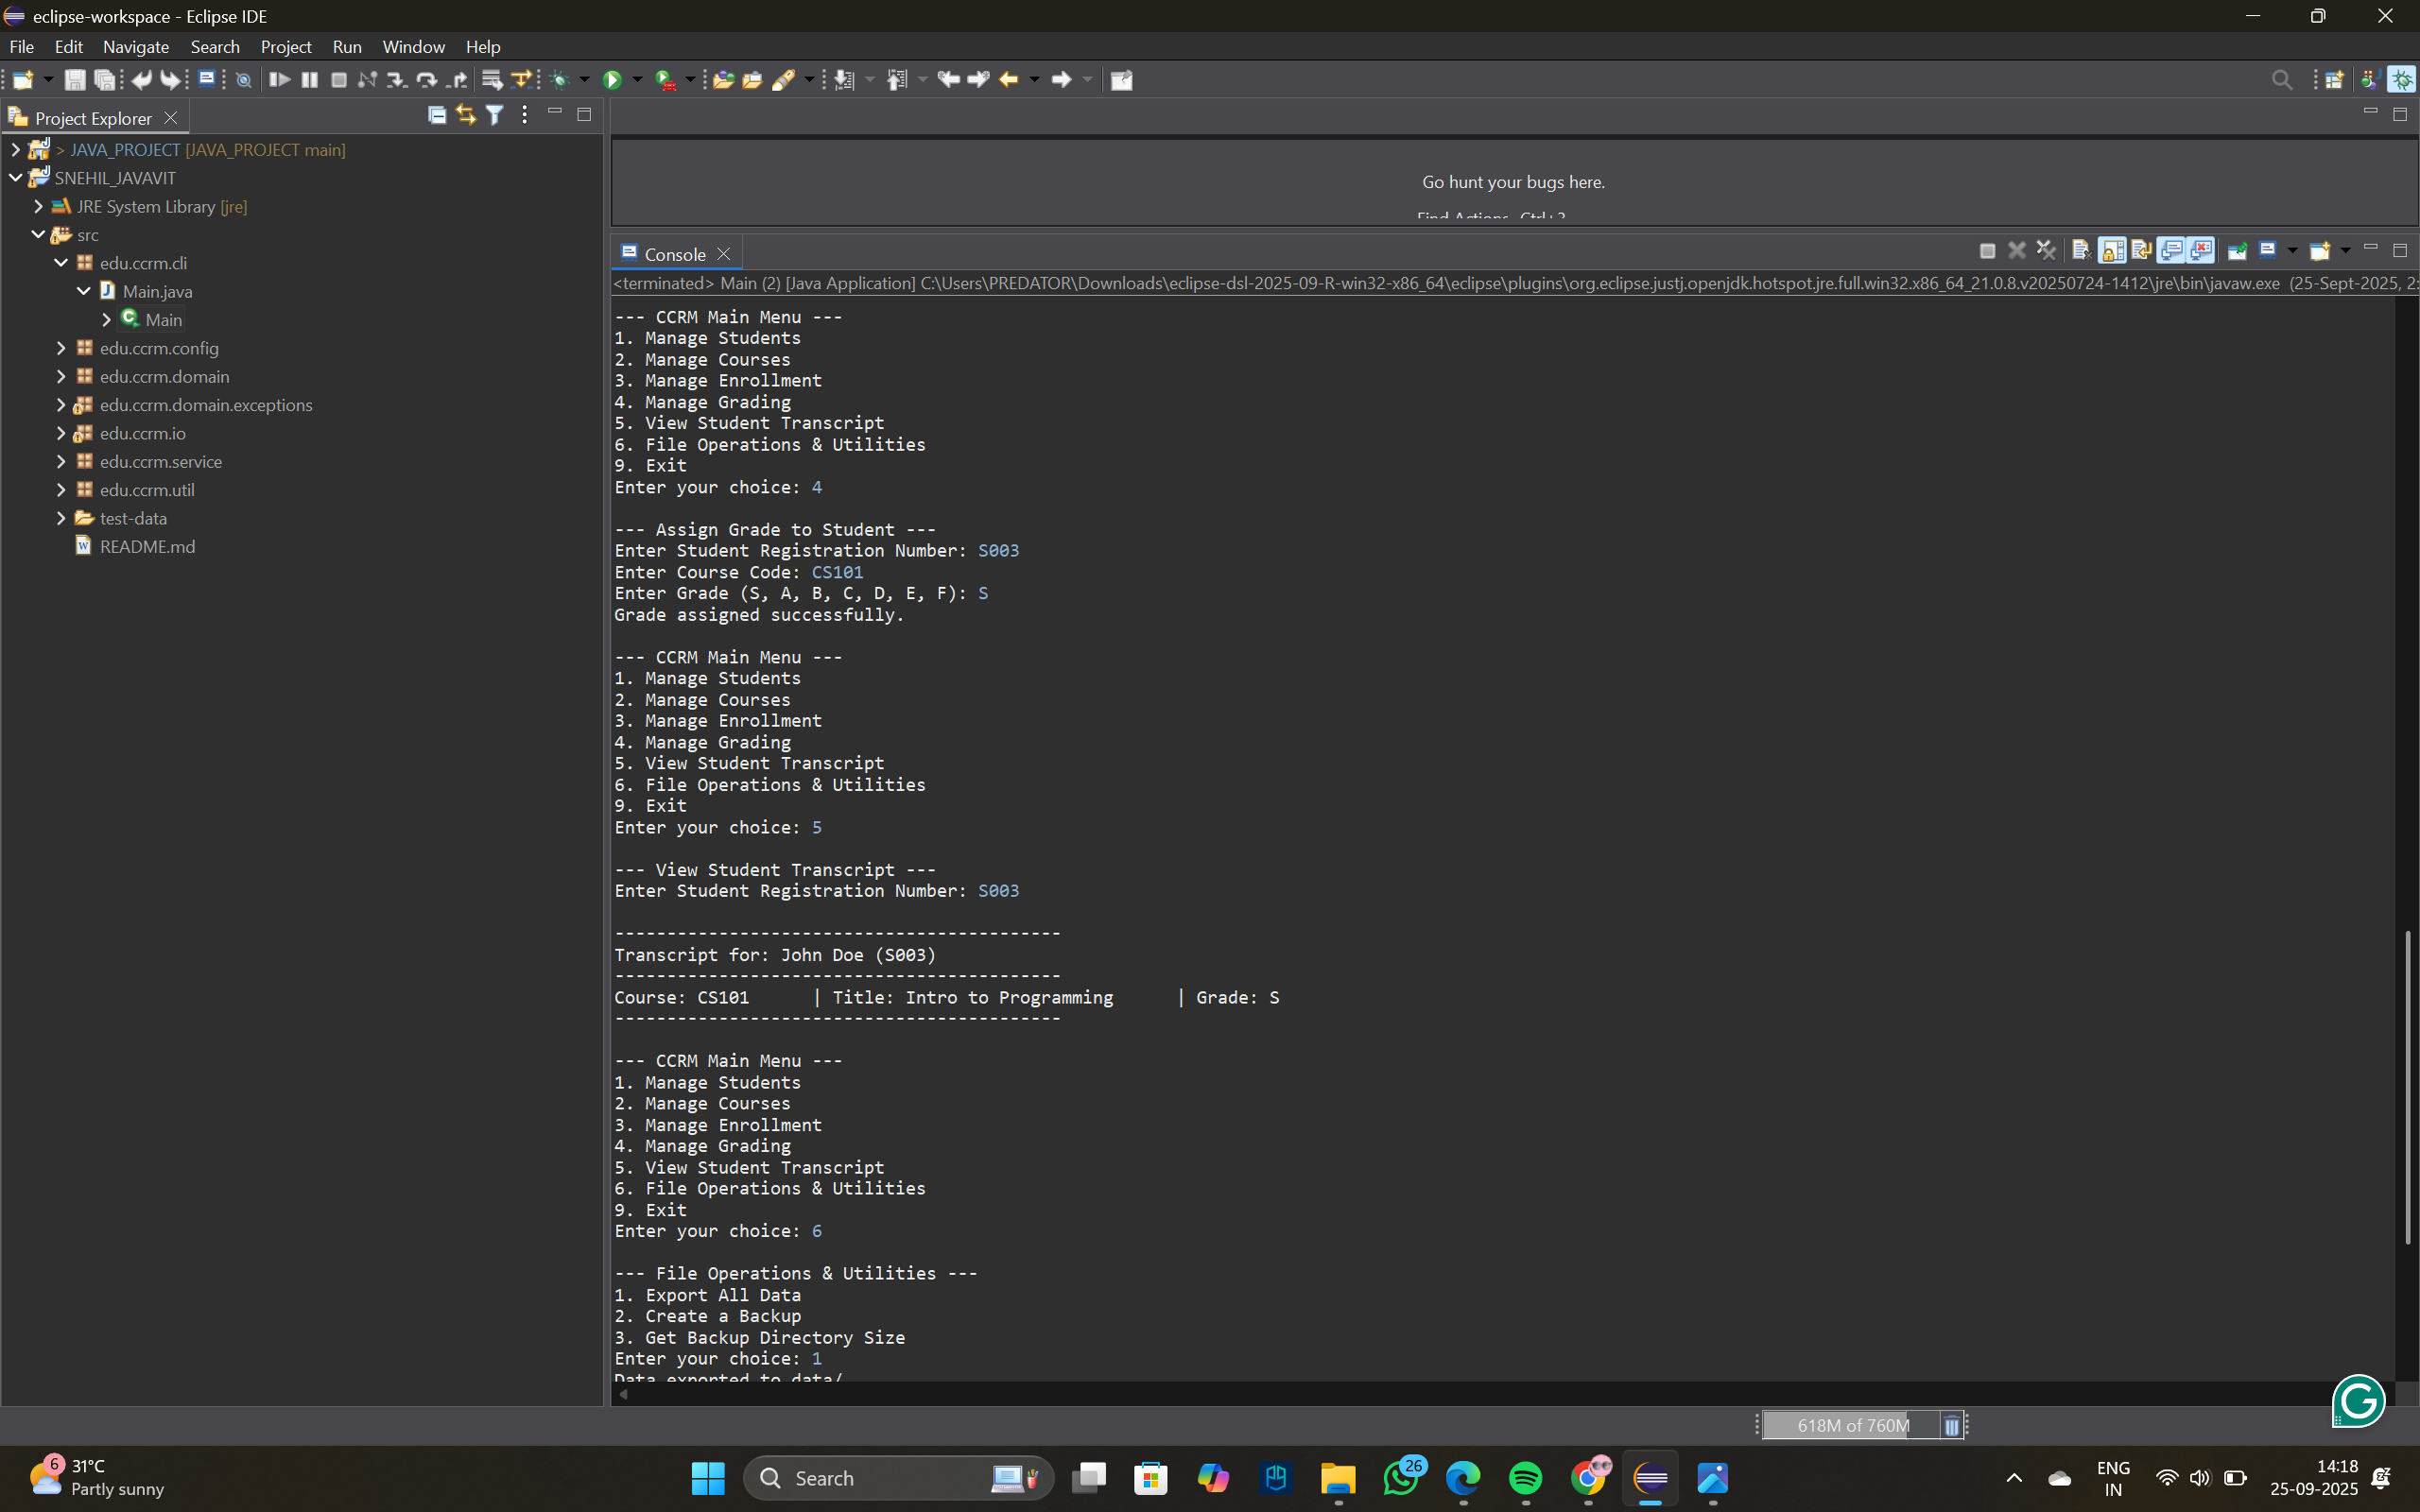 eclipse-workspace - Eclipse IDE
File Edit Navigate Search Project Run Window Help
Project Explorer
> JAVA_PROJECT [JAVA_PROJECT main]
SNEHIL_JAVAVIT
JRE System Library [jre]
src
edu.ccrm.cli
Main.java
Main
edu.ccrm.config
edu.ccrm.domain
edu.ccrm.domain.exceptions
edu.ccrm.io
edu.ccrm.service
edu.ccrm.util
test-data
README.md
Go hunt your bugs here.
Find Actions Ctrl+3
Console
<terminated> Main (2) [Java Application] C:\Users\PREDATOR\Downloads\eclipse-dsl-2025-09-R-win32-x86_64\eclipse\plugins\org.eclipse.justj.openjdk.hotspot.jre.full.win32.x86_64_21.0.8.v20250724-1412\jre\bin\javaw.exe (25-Sept-2025, 2:
--- CCRM Main Menu ---
1. Manage Students
2. Manage Courses
3. Manage Enrollment
4. Manage Grading
5. View Student Transcript
6. File Operations & Utilities
9. Exit
Enter your choice: 4
--- Assign Grade to Student ---
Enter Student Registration Number: S003
Enter Course Code: CS101
Enter Grade (S, A, B, C, D, E, F): S
Grade assigned successfully.
--- CCRM Main Menu ---
1. Manage Students
2. Manage Courses
3. Manage Enrollment
4. Manage Grading
5. View Student Transcript
6. File Operations & Utilities
9. Exit
Enter your choice: 5
--- View Student Transcript ---
Enter Student Registration Number: S003
-------------------------------------------
Transcript for: John Doe (S003)
-------------------------------------------
Course: CS101 | Title: Intro to Programming | Grade: S
-------------------------------------------
--- CCRM Main Menu ---
1. Manage Students
2. Manage Courses
3. Manage Enrollment
4. Manage Grading
5. View Student Transcript
6. File Operations & Utilities
9. Exit
Enter your choice: 6
--- File Operations & Utilities ---
1. Export All Data
2. Create a Backup
3. Get Backup Directory Size
Enter your choice: 1
Data exported to data/
618M of 760M
6
31°C
Partly sunny
Search
26
ENG
IN
14:18
25-09-2025